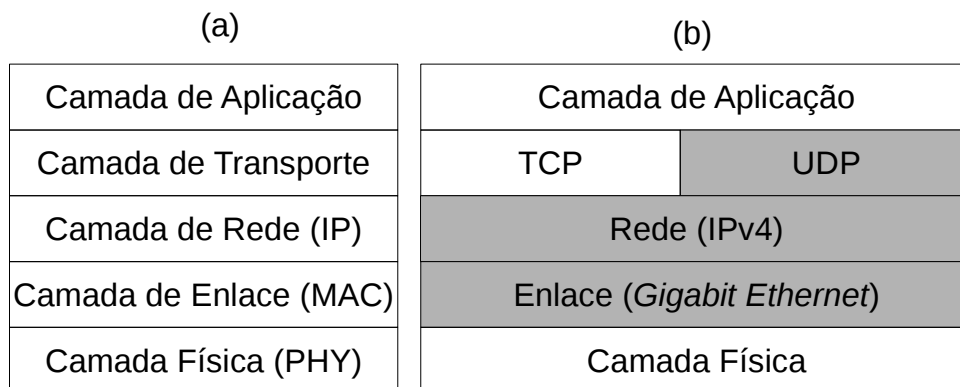 (a)
Camada de Aplicação
Camada de Transporte
Camada de Rede (IP)
Camada de Enlace (MAC)
Camada Física (PHY)
(b)
Camada de Aplicação
TCP
UDP
Rede (IPv4)
Enlace (Gigabit Ethernet)
Camada Física